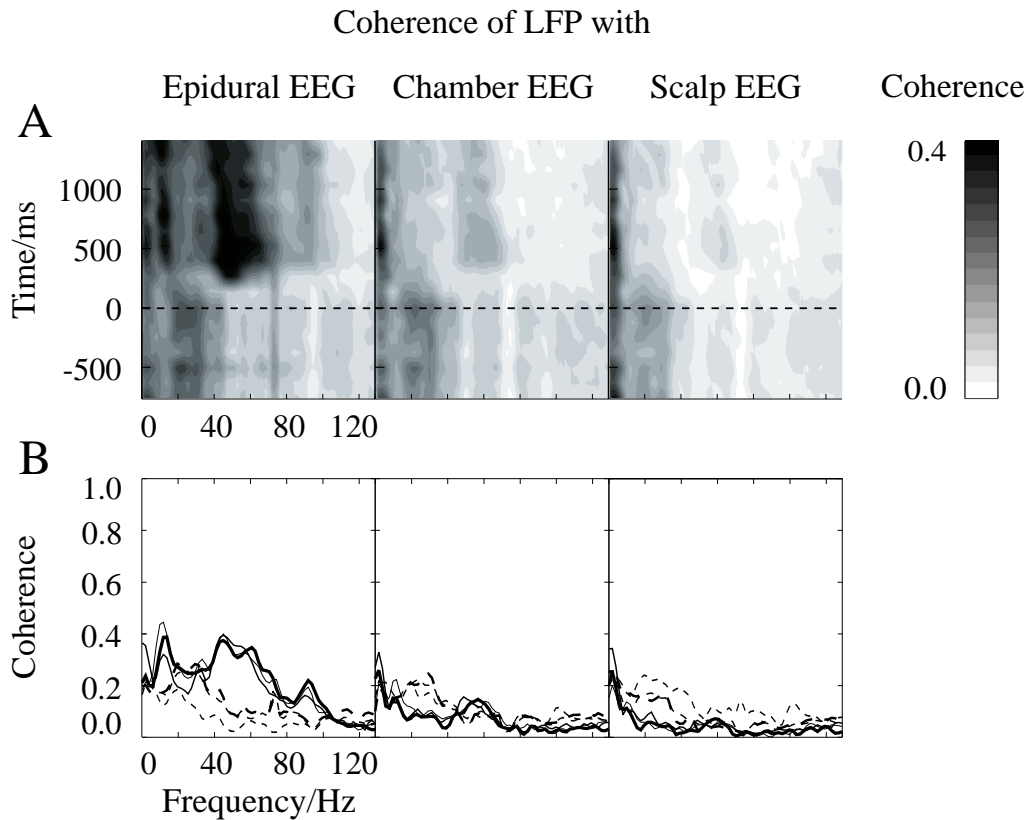 Coherence of LFP with
Epidural EEG Chamber EEG Scalp EEG Coherence
A
0.4
1000
500
0
-500
Time/ms
0.0
0 40 80 120
B
1.0
0.8
0.6
0.4
0.2
0.0
Coherence
0 40 80 120
Frequency/Hz